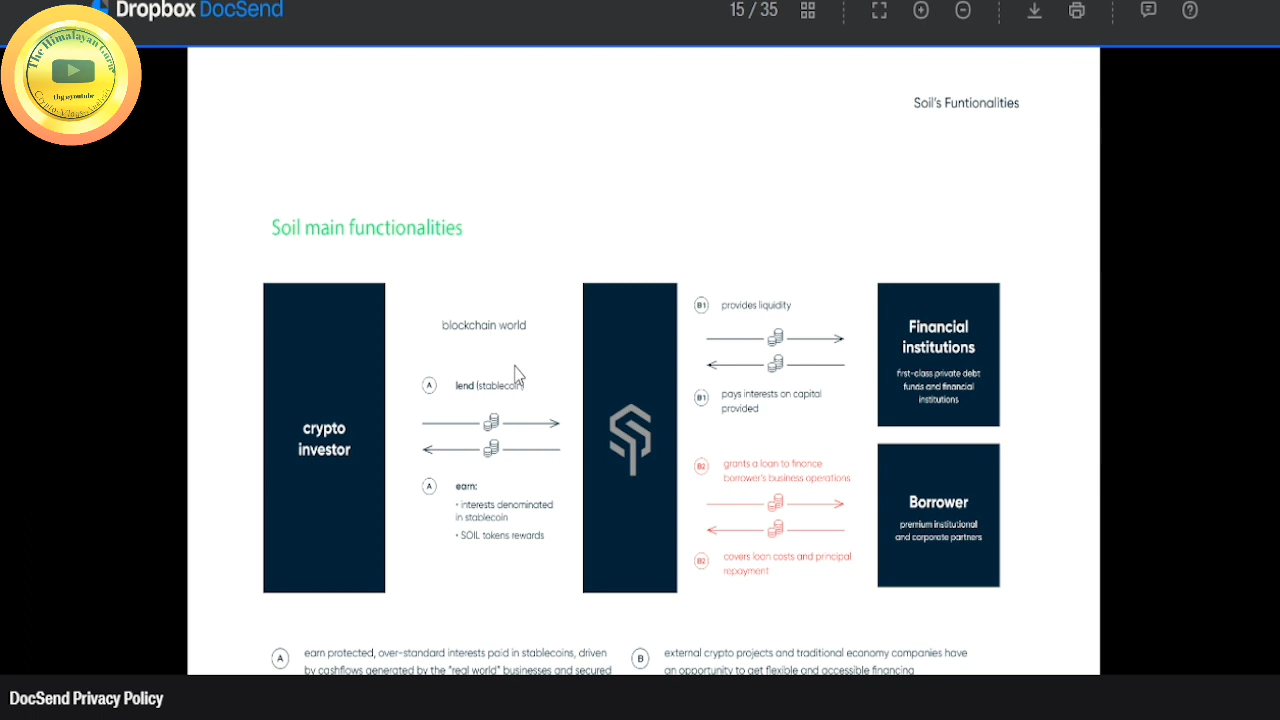 Dropbox DocSend
15 / 35
The Himalayan Guru
thg @youtube
Soil's Funtionalities
Soil main functionalities
crypto
investor
blockchain world
A
lend (stablecoin)
A
earn:
• interests denominated
in stablecoin
• SOIL tokens rewards
B1
provides liquidity
B1
pays interests on capital
provided
B2
grants a loan to finance
borrower's business operations
B2
covers loan costs and principal
repayment
Financial
institutions
first-class private debt
funds and financial
institutions
Borrower
premium institutional
and corporate partners
A
earn protected, over-standard interests paid in stablecoins, driven
by cashflows generated by the "real world" businesses and secured
B
external crypto projects and traditional economy companies have
an opportunity to get flexible and accessible financing
DocSend Privacy Policy